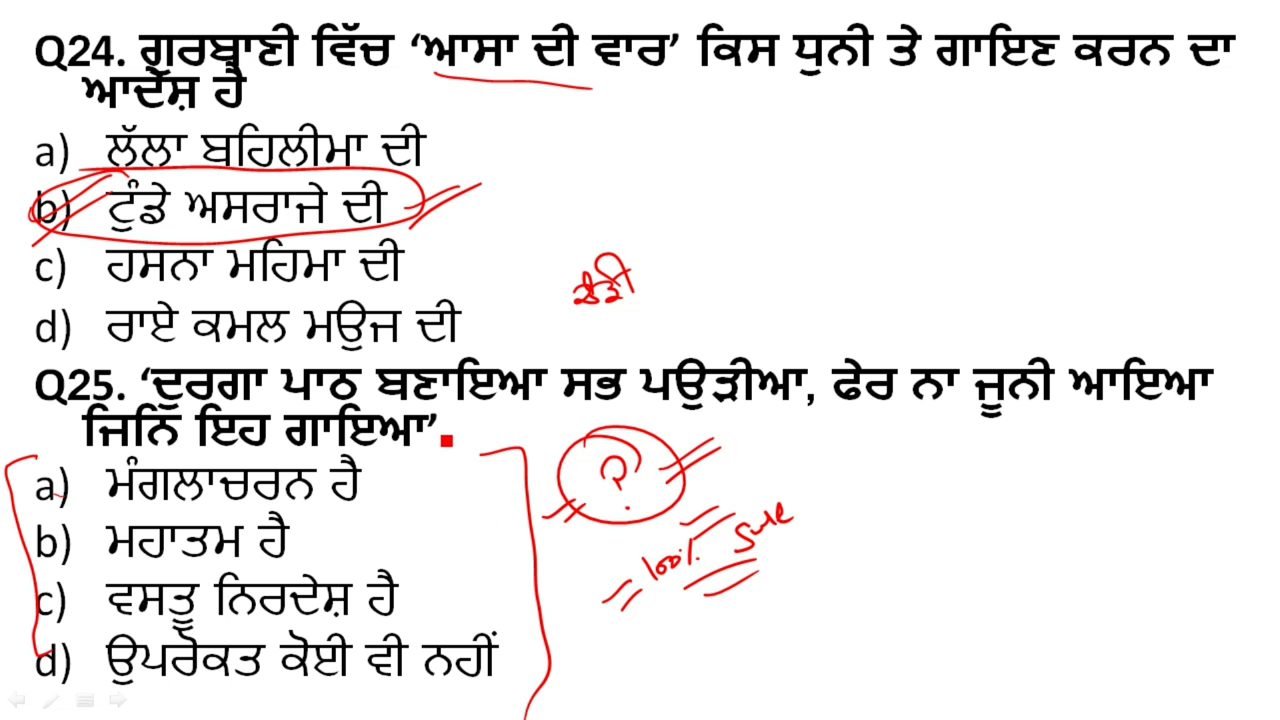 Q24. ਗੁਰਬਾਣੀ ਵਿੱਚ ‘ਆਸਾ ਦੀ ਵਾਰ’ ਕਿਸ ਧੁਨੀ ਤੇ ਗਾਇਣ ਕਰਨ ਦਾ
ਆਦੇਸ਼ ਹੈ
a) ਲੱਲਾ ਬਹਿਲੀਮਾ ਦੀ
b) ਟੁੰਡੇ ਅਸਰਾਜੇ ਦੀ
c) ਹਸਨਾ ਮਹਿਮਾ ਦੀ
d) ਰਾਏ ਕਮਲ ਮਉਜ ਦੀ
Q25. ‘ਦੁਰਗਾ ਪਾਠ ਬਣਾਇਆ ਸਭ ਪਉੜੀਆ, ਫੇਰ ਨਾ ਜੂਨੀ ਆਇਆ
ਜਿਨਿ ਇਹ ਗਾਇਆ’.
a) ਮੰਗਲਾਚਰਨ ਹੈ
?
b) ਮਹਾਤਮ ਹੈ
100% Sure
c) ਵਸਤੂ ਨਿਰਦੇਸ਼ ਹੈ
d) ਉਪਰੋਕਤ ਕੋਈ ਵੀ ਨਹੀਂ